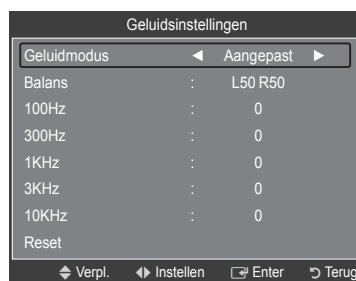 Geluidsinstellingen
Geluidmodus ◄ Aangepast ►
Balans : L50 R50
100Hz : 0
300Hz : 0
1KHz : 0
3KHz : 0
10KHz : 0
Reset
Verpl. Instellen Enter Terug